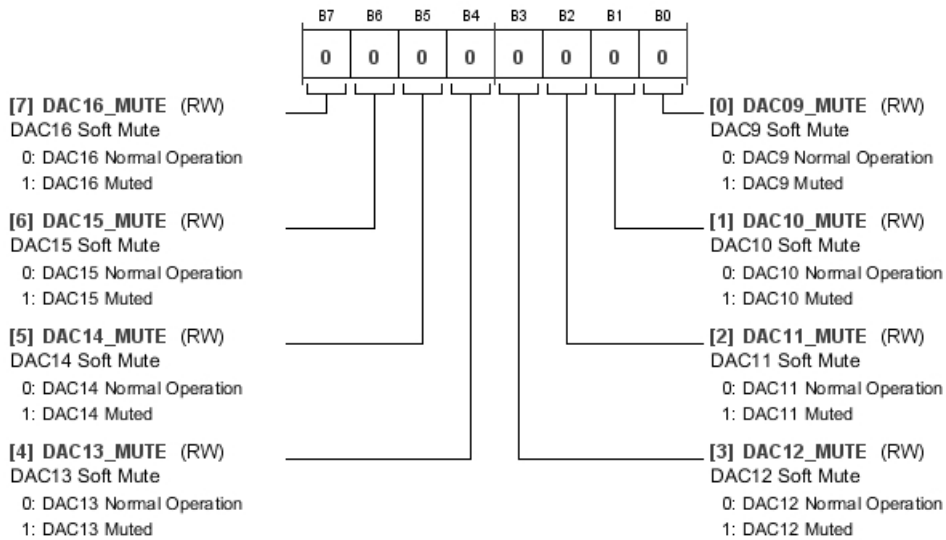 B7 B6 B5 B4 B3 B2 B1 B0
0 0 0 0 0 0 0 0
[7] DAC16_MUTE (RW)
DAC16 Soft Mute
0: DAC16 Normal Operation
1: DAC16 Muted
[6] DAC15_MUTE (RW)
DAC15 Soft Mute
0: DAC15 Normal Operation
1: DAC15 Muted
[5] DAC14_MUTE (RW)
DAC14 Soft Mute
0: DAC14 Normal Operation
1: DAC14 Muted
[4] DAC13_MUTE (RW)
DAC13 Soft Mute
0: DAC13 Normal Operation
1: DAC13 Muted
[0] DAC09_MUTE (RW)
DAC9 Soft Mute
0: DAC9 Normal Operation
1: DAC9 Muted
[1] DAC10_MUTE (RW)
DAC10 Soft Mute
0: DAC10 Normal Operation
1: DAC10 Muted
[2] DAC11_MUTE (RW)
DAC11 Soft Mute
0: DAC11 Normal Operation
1: DAC11 Muted
[3] DAC12_MUTE (RW)
DAC12 Soft Mute
0: DAC12 Normal Operation
1: DAC12 Muted